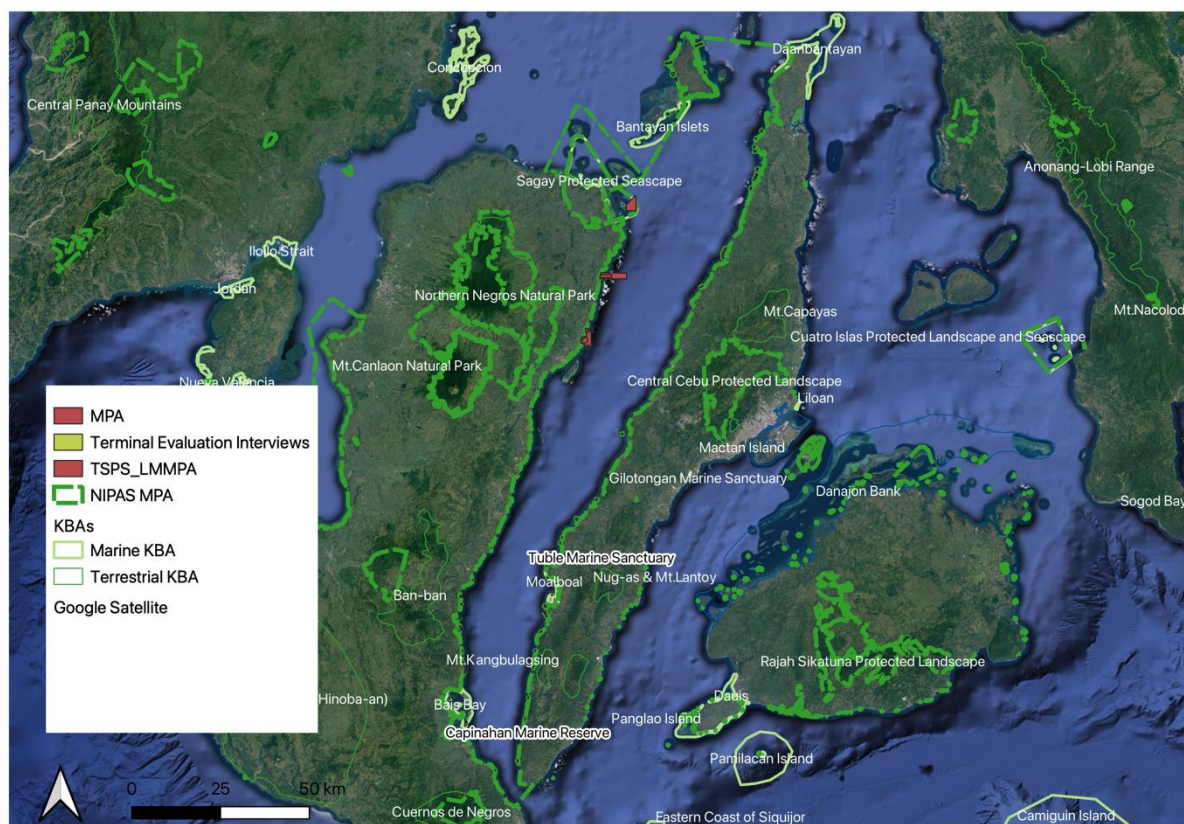 Concepcion
Daanbantayan
Central Panay Mountains
Bantayan Islets
Anonang-Lobi Range
Sagay Protected Seascape
Iloilo Strait
Jordan
Northern Negros Natural Park
Mt.Capayas
Mt.Nacolod
Cuatro Islas Protected Landscape and Seascape
Mt.Canlaon Natural Park
Nueva Valencia
Central Cebu Protected Landscape
Liloan
MPA
Terminal Evaluation Interviews
TSPS_LMMPA
NIPAS MPA
KBAs
Marine KBA
Terrestrial KBA
Google Satellite
Mactan Island
Gilotongan Marine Sanctuary
Danajon Bank
Sogod Bay
Tuble Marine Sanctuary
Moalboal
Nug-as & Mt.Lantoy
Ban-ban
Mt.Kangbulagsing
Rajah Sikatuna Protected Landscape
Hinoba-an)
Bais Bay
Dauis
Panglao Island
Capinahan Marine Reserve
Pamilacan Island
0 50 km
Cuernos de Negros
Eastern Coast of Siquijor
Camiguin Island